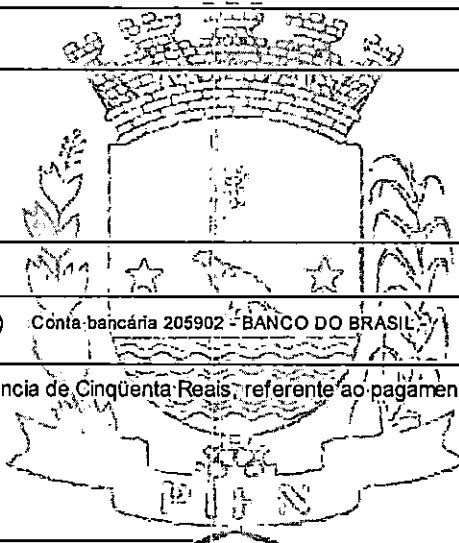 ) Conta bancária 205902 - BANCO DO BRASIL -
ncia de Cinqüenta Reais, referente ao pagamen